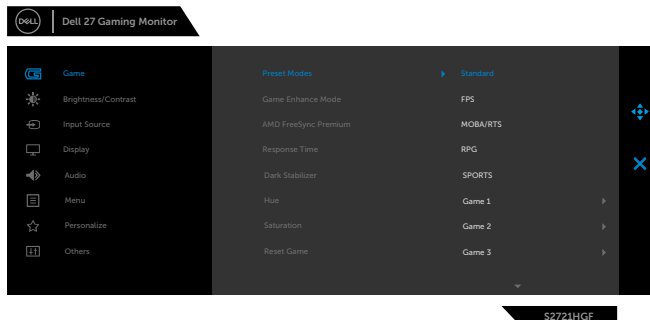 DELL
Dell 27 Gaming Monitor
Game
Preset Modes
Standard
Brightness/Contrast
Game Enhance Mode
FPS
Input Source
AMD FreeSync Premium
MOBA/RTS
Display
Response Time
RPG
Audio
Dark Stabilizer
SPORTS
Menu
Hue
Game 1
Personalize
Saturation
Game 2
Others
Reset Game
Game 3
S2721HGF